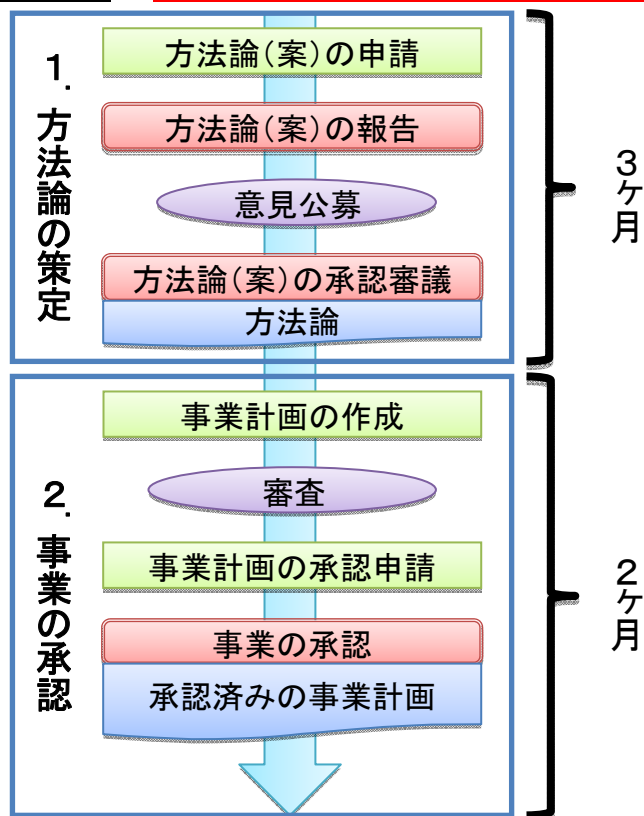 1.方法論の策定
方法論(案)の申請
方法論(案)の報告
意見公募
方法論(案)の承認審議
方法論
3ヶ月
2.事業の承認
事業計画の作成
審査
事業計画の承認申請
事業の承認
承認済みの事業計画
2ヶ月